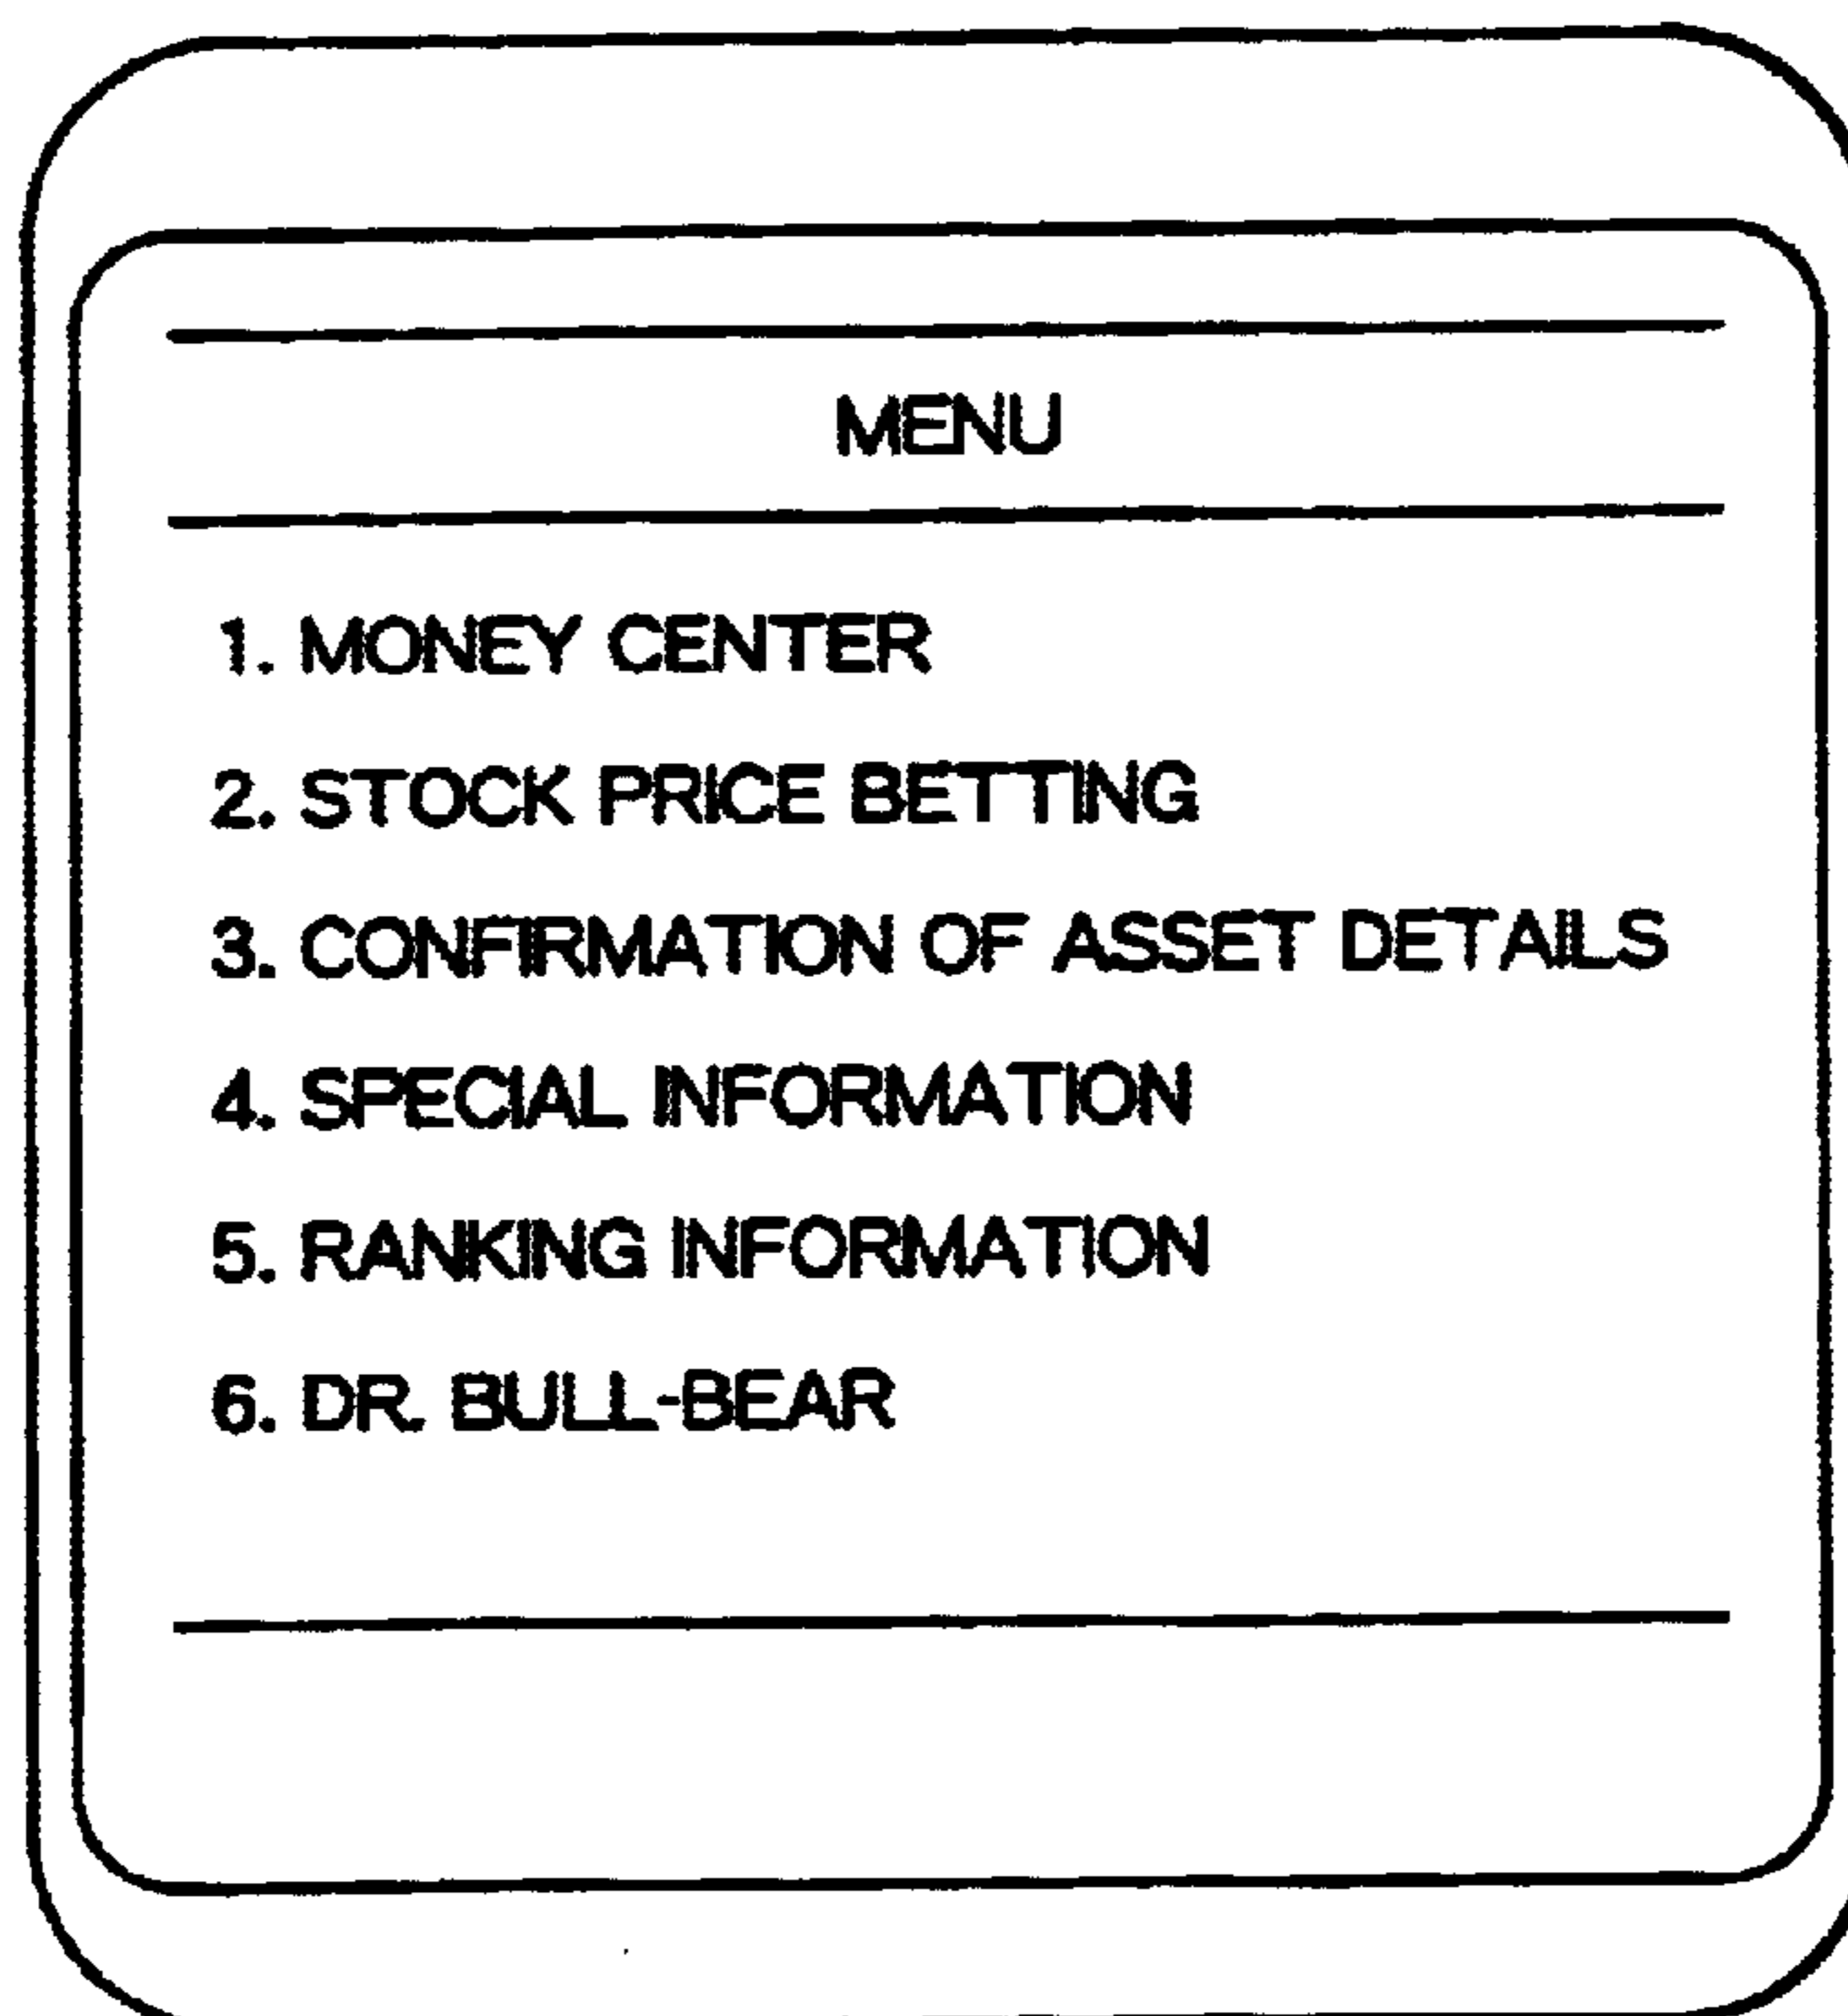 MENU
1. MONEY CENTER
2. STOCK PRICE BETTING
3. CONFIRMATION OF ASSET DETAILS
4. SPECIAL INFORMATION
5. RANKING INFORMATION
6. DR. BULL-BEAR